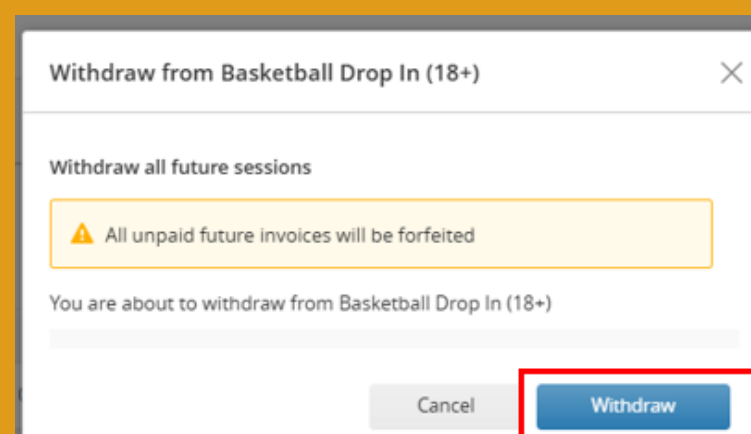 Withdraw from Basketball Drop In (18+)
Withdraw all future sessions
All unpaid future invoices will be forfeited
You are about to withdraw from Basketball Drop In (18+)
Cancel
Withdraw